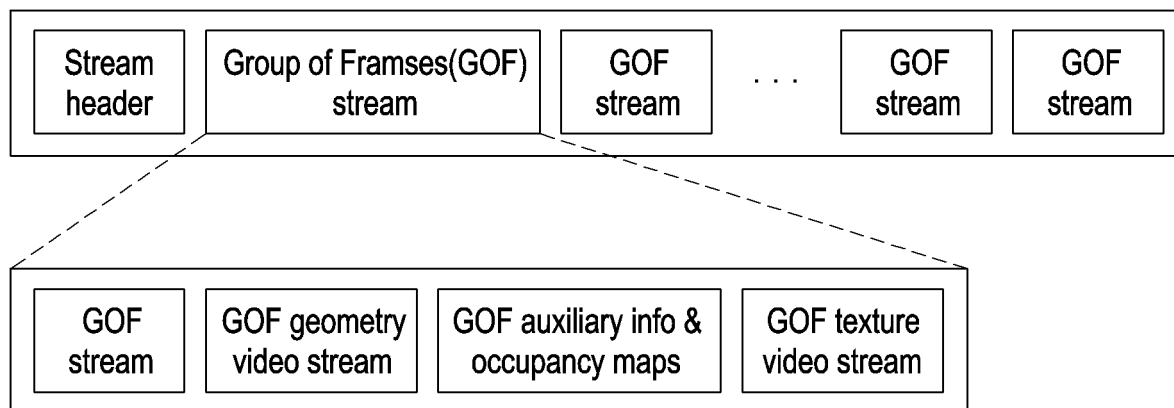 Stream
header
Group of Framses(GOF)
stream
GOF
stream
. . .
GOF
stream
GOF
stream
GOF
stream
GOF geometry
video stream
GOF auxiliary info &
occupancy maps
GOF texture
video stream